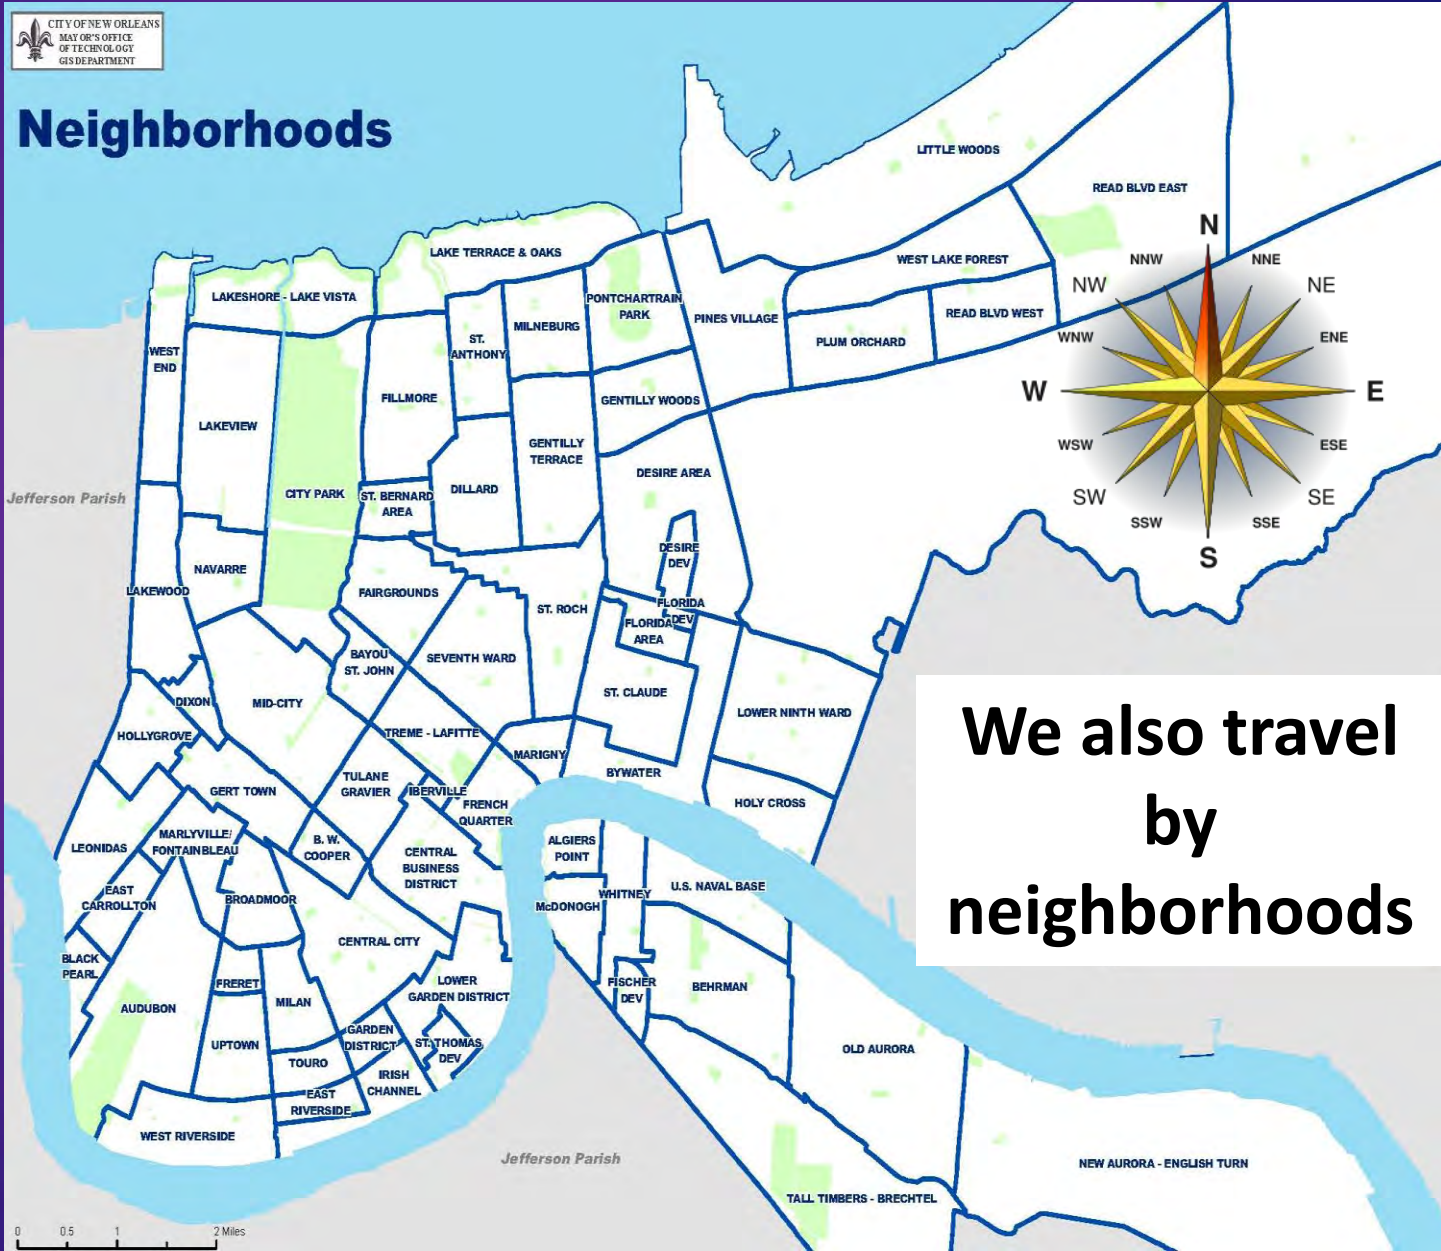 CITY OF NEW ORLEANS
MAYOR'S OFFICE
OF TECHNOLOGY
GIS DEPARTMENT
Neighborhoods
LITTLE WOODS
READ BLVD EAST
LAKE TERRACE & OAKS
WEST LAKE FOREST
LAKESHORE - LAKE VISTA
PONTCHARTRAIN
PARK
PINES VILLAGE
READ BLVD WEST
MILNEBURG
PLUM ORCHARD
ST.
ANTHONY
WEST
END
FILLMORE
GENTILLY WOODS
LAKEVIEW
GENTILLY
TERRACE
DESIRE AREA
Jefferson Parish
CITY PARK
ST. BERNARD
AREA
DILLARD
DESIRE
DEV
NAVARRE
LAKEWOOD
FAIRGROUNDS
ST. ROCH
FLORIDA
DEV
FLORIDA
AREA
BAYOU
ST. JOHN
SEVENTH WARD
ST. CLAUDE
DIXON
MID-CITY
LOWER NINTH WARD
HOLLYGROVE
TREME - LAFITTE
MARIGNY
BYWATER
TULANE
GRAVIER
GERT TOWN
IBERVILLE
FRENCH
QUARTER
HOLY CROSS
MARLYVILLE/
FONTAINBLEAU
LEONIDAS
B. W.
COOPER
CENTRAL
BUSINESS
DISTRICT
ALGIERS
POINT
EAST
CARROLLTON
BROADMOOR
McDONOGH
WHITNEY
U.S. NAVAL BASE
CENTRAL CITY
BLACK
PEARL
FRERET
LOWER
GARDEN DISTRICT
FISCHER
DEV
BEHRMAN
AUDUBON
MILAN
UPTOWN
GARDEN
DISTRICT
ST. THOMAS
DEV
OLD AURORA
TOURO
IRISH
CHANNEL
EAST
RIVERSIDE
WEST RIVERSIDE
Jefferson Parish
NEW AURORA - ENGLISH TURN
TALL TIMBERS - BRECHTEL
0 0.5 1 2 Miles
N
NNW NNE
NW NE
WNW ENE
W E
WSW ESE
SW SE
SSW SSE
S
We also travel
by
neighborhoods